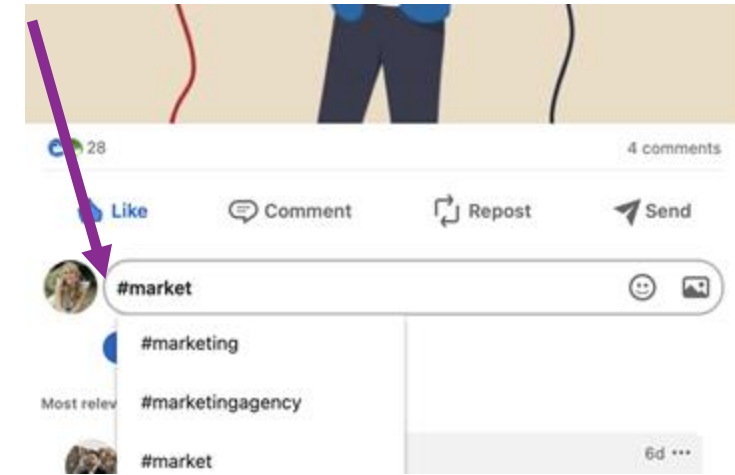 28 4 comments
Like Comment Repost Send
#market
#marketing
Most relev #marketingagency
#market 6d